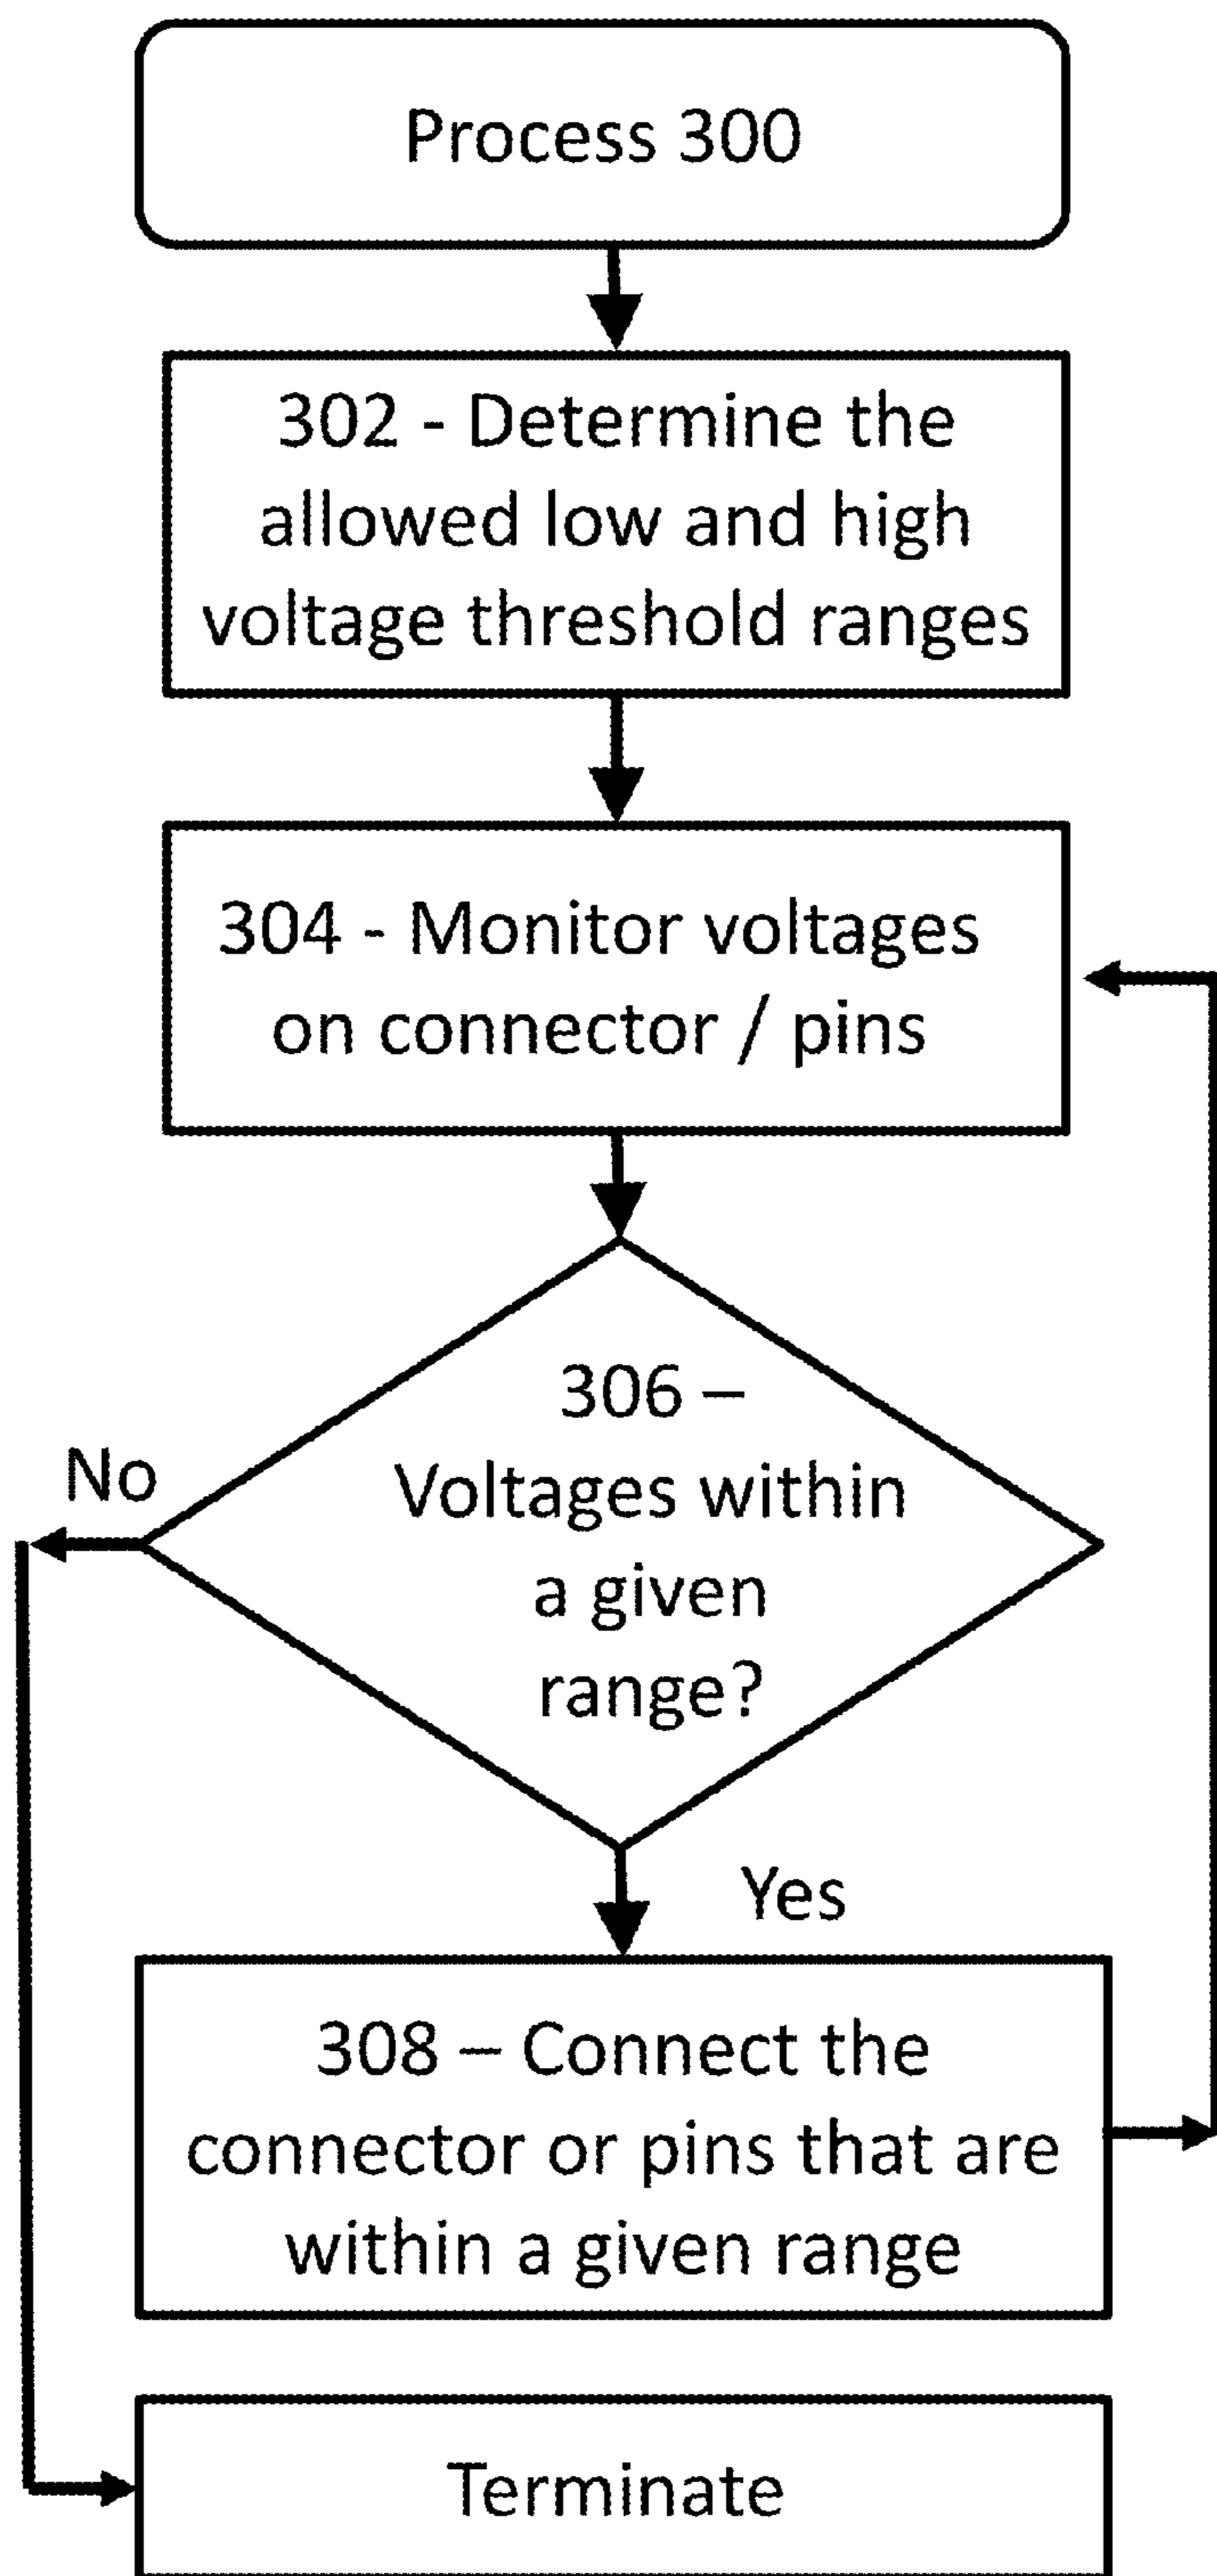 Process 300
302 - Determine the
allowed low and high
voltage threshold ranges
304 - Monitor voltages
on connector / pins
306 –
Voltages within
a given
range?
No
Yes
308 – Connect the
connector or pins that are
within a given range
Terminate